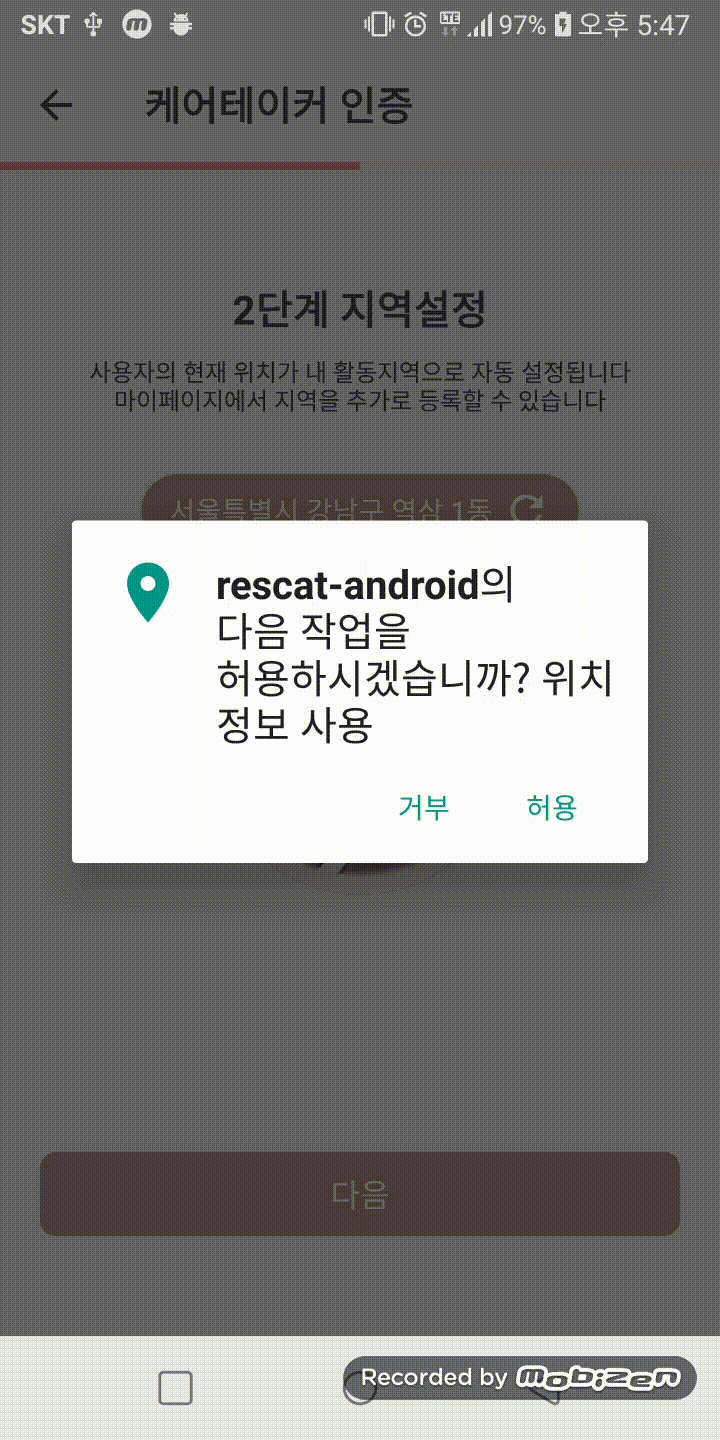 SKT 97% 오후 5:47
케어테이커 인증
2단계 지역설정
사용자의 현재 위치가 내 활동지역으로 자동 설정됩니다
마이페이지에서 지역을 추가로 등록할 수 있습니다
서울특별시 강남구 역삼 1동
rescat-android의
다음 작업을
허용하시겠습니까? 위치
정보 사용
거부 허용
다음
Recorded by mobizen